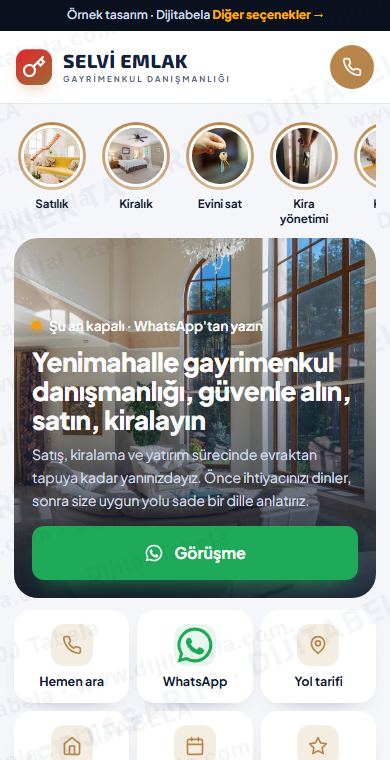 Örnek tasarım · Dijitabela Diğer seçenekler →
SELVİ EMLAK
GAYRİMENKUL DANIŞMANLIĞI
Satılık
Kiralık
Evini sat
Kira
yönetimi
Şu an kapalı · WhatsApp'tan yazın
Yenimahalle gayrimenkul
danışmanlığı, güvenle alın,
satın, kiralayın
Satış, kiralama ve yatırım sürecinde evraktan
tapuya kadar yanınızdayız. Önce ihtiyacınızı dinler,
sonra size uygun yolu sade bir dille anlatırız.
Görüşme
Hemen ara
WhatsApp
Yol tarifi